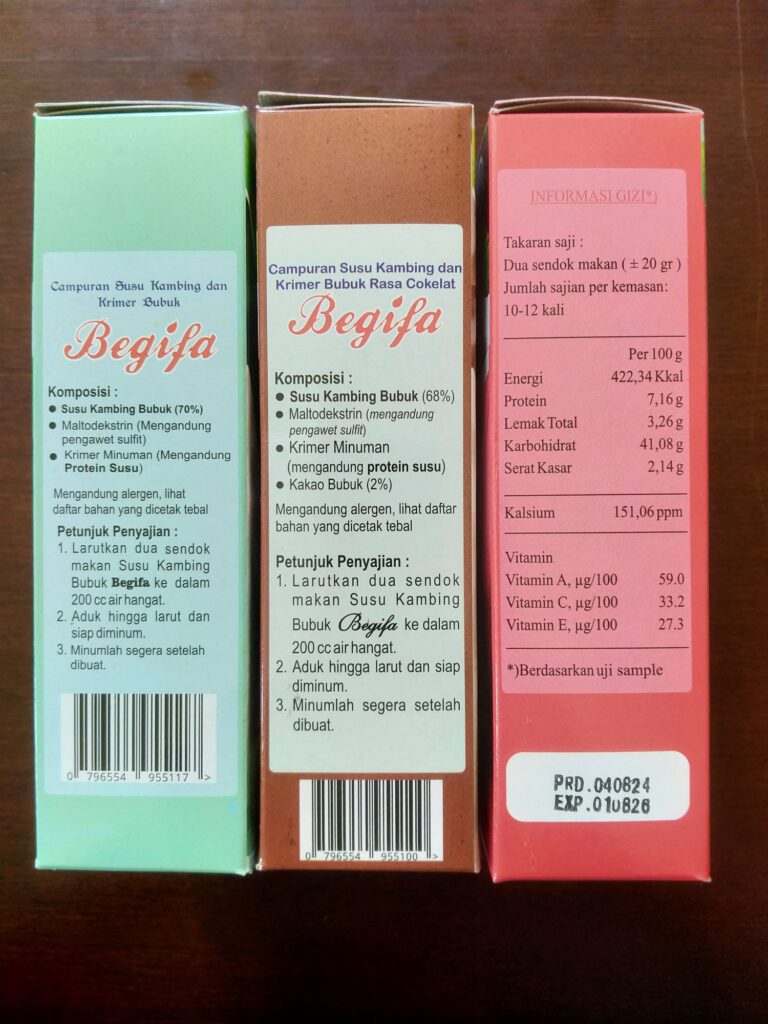 Campuran Susu Kambing dan
Krimer Bubuk
Begifa
Komposisi :
● Susu Kambing Bubuk (70%)
● Maltodekstrin (Mengandung
pengawet sulfit)
● Krimer Minuman (Mengandung
Protein Susu)
Mengandung alergen, lihat
daftar bahan yang dicetak tebal
Petunjuk Penyajian :
1. Larutkan dua sendok
makan Susu Kambing
Bubuk Begifa ke dalam
200 cc air hangat.
2. Aduk hingga larut dan
siap diminum.
3. Minumlah segera setelah
dibuat.
0 796554 955117 >
Campuran Susu Kambing dan
Krimer Bubuk Rasa Cokelat
Begifa
Komposisi :
● Susu Kambing Bubuk (68%)
● Maltodekstrin (mengandung
pengawet sulfit)
● Krimer Minuman
(mengandung protein susu)
● Kakao Bubuk (2%)
Mengandung alergen, lihat daftar
bahan yang dicetak tebal
Petunjuk Penyajian :
1. Larutkan dua sendok
makan Susu Kambing
Bubuk Begifa ke dalam
200 cc air hangat.
2. Aduk hingga larut dan siap
diminum.
3. Minumlah segera setelah
dibuat.
0 796554 955100 >
INFORMASI GIZI*)
Takaran saji :
Dua sendok makan ( ± 20 gr )
Jumlah sajian per kemasan:
10-12 kali
Per 100 g
Energi 422,34 Kkal
Protein 7,16 g
Lemak Total 3,26 g
Karbohidrat 41,08 g
Serat Kasar 2,14 g
Kalsium 151,06 ppm
Vitamin
Vitamin A, µg/100 59.0
Vitamin C, µg/100 33.2
Vitamin E, µg/100 27.3
*)Berdasarkan uji sample
PRD.040824
EXP.010826